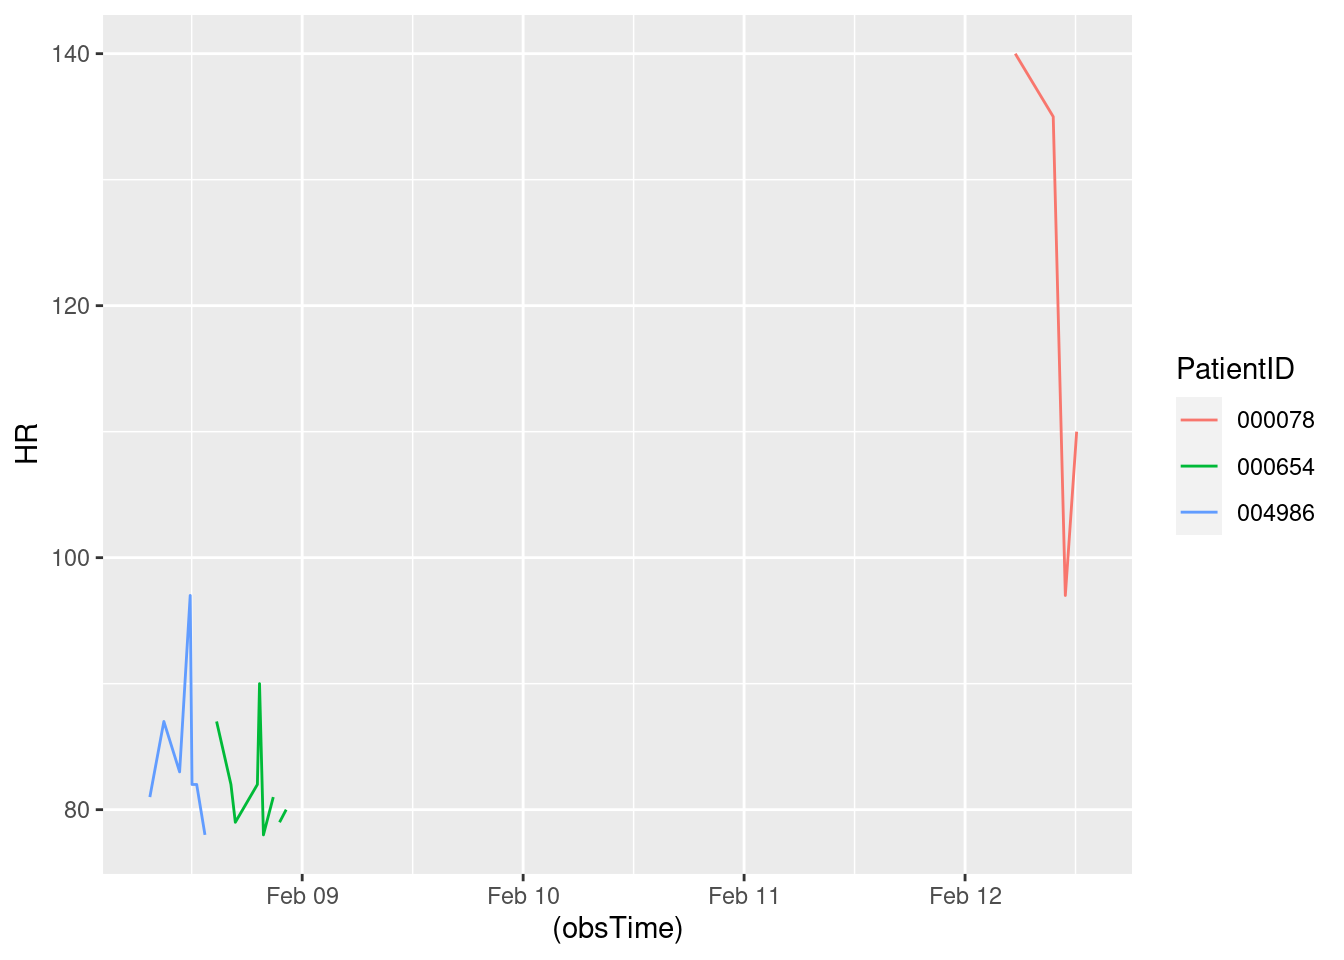 140
120
100
80
HR
Feb 09
Feb 10
Feb 11
Feb 12
(obsTime)
PatientID
000078
000654
004986